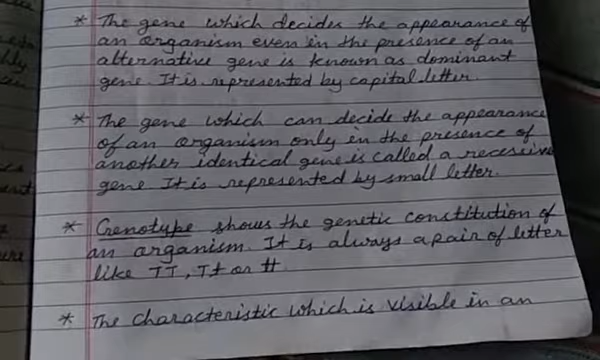 * The gene which decides the appearance of
an organism even in the presence of an
alternative gene is known as dominant
gene. It is represented by capital letter.
* The gene which can decide the appearance
of an organism only in the presence of
another identical gene is called a recessive
gene It is represented by small letter.
* Genotype shows the genetic constitution of
an organism. It is always a pair of letter
like TT, Tt or tt.
* The characteristic which is visible in an